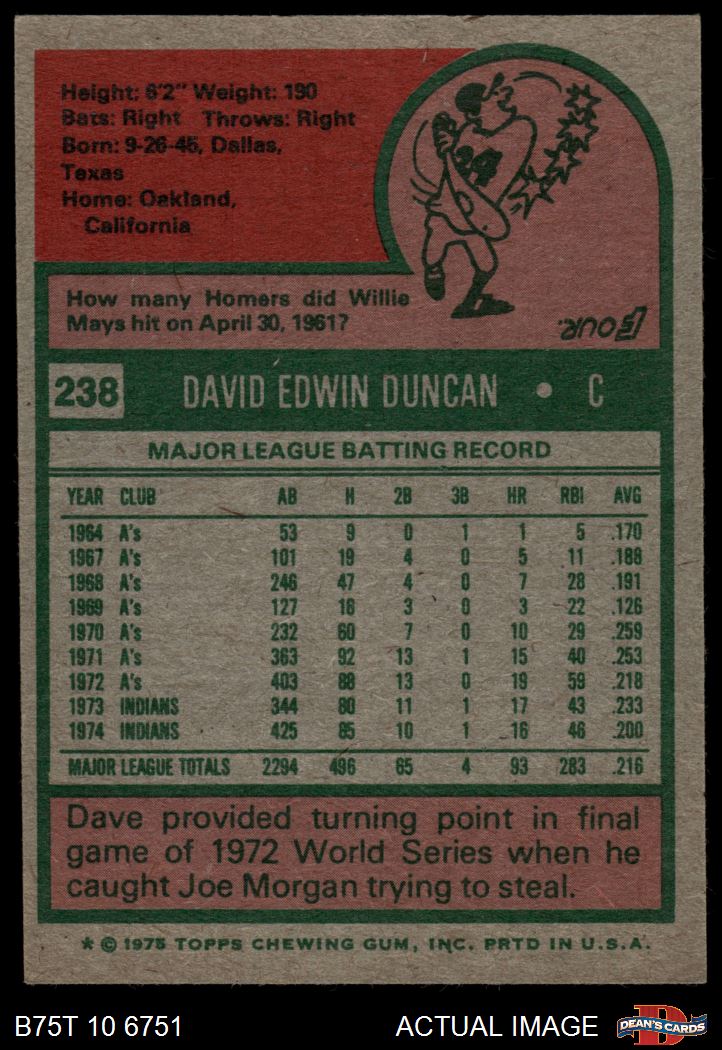 Height: 6'2" Weight: 190
Bats: Right Throws: Right
Born: 9-26-45, Dallas,
Texas
Home: Oakland,
California
24
How many Homers did Willie
Mays hit on April 30, 1961?
Four.
238 DAVID EDWIN DUNCAN • C
MAJOR LEAGUE BATTING RECORD
YEAR CLUB AB H 2B 3B HR RBI AVG
1964 A's 53 9 0 1 1 5 .170
1967 A's 101 19 4 0 5 11 .188
1968 A's 246 47 4 0 7 28 .191
1969 A's 127 16 3 0 3 22 .126
1970 A's 232 60 7 0 10 29 .259
1971 A's 363 92 13 1 15 40 .253
1972 A's 403 88 13 0 19 59 .218
1973 INDIANS 344 80 11 1 17 43 .233
1974 INDIANS 425 85 10 1 16 46 .200
MAJOR LEAGUE TOTALS 2294 496 65 4 93 283 .216
Dave provided turning point in final
game of 1972 World Series when he
caught Joe Morgan trying to steal.
* © 1975 TOPPS CHEWING GUM, INC. PRTD IN U.S.A.
B75T 10 6751 ACTUAL IMAGE DEAN'S CARDS